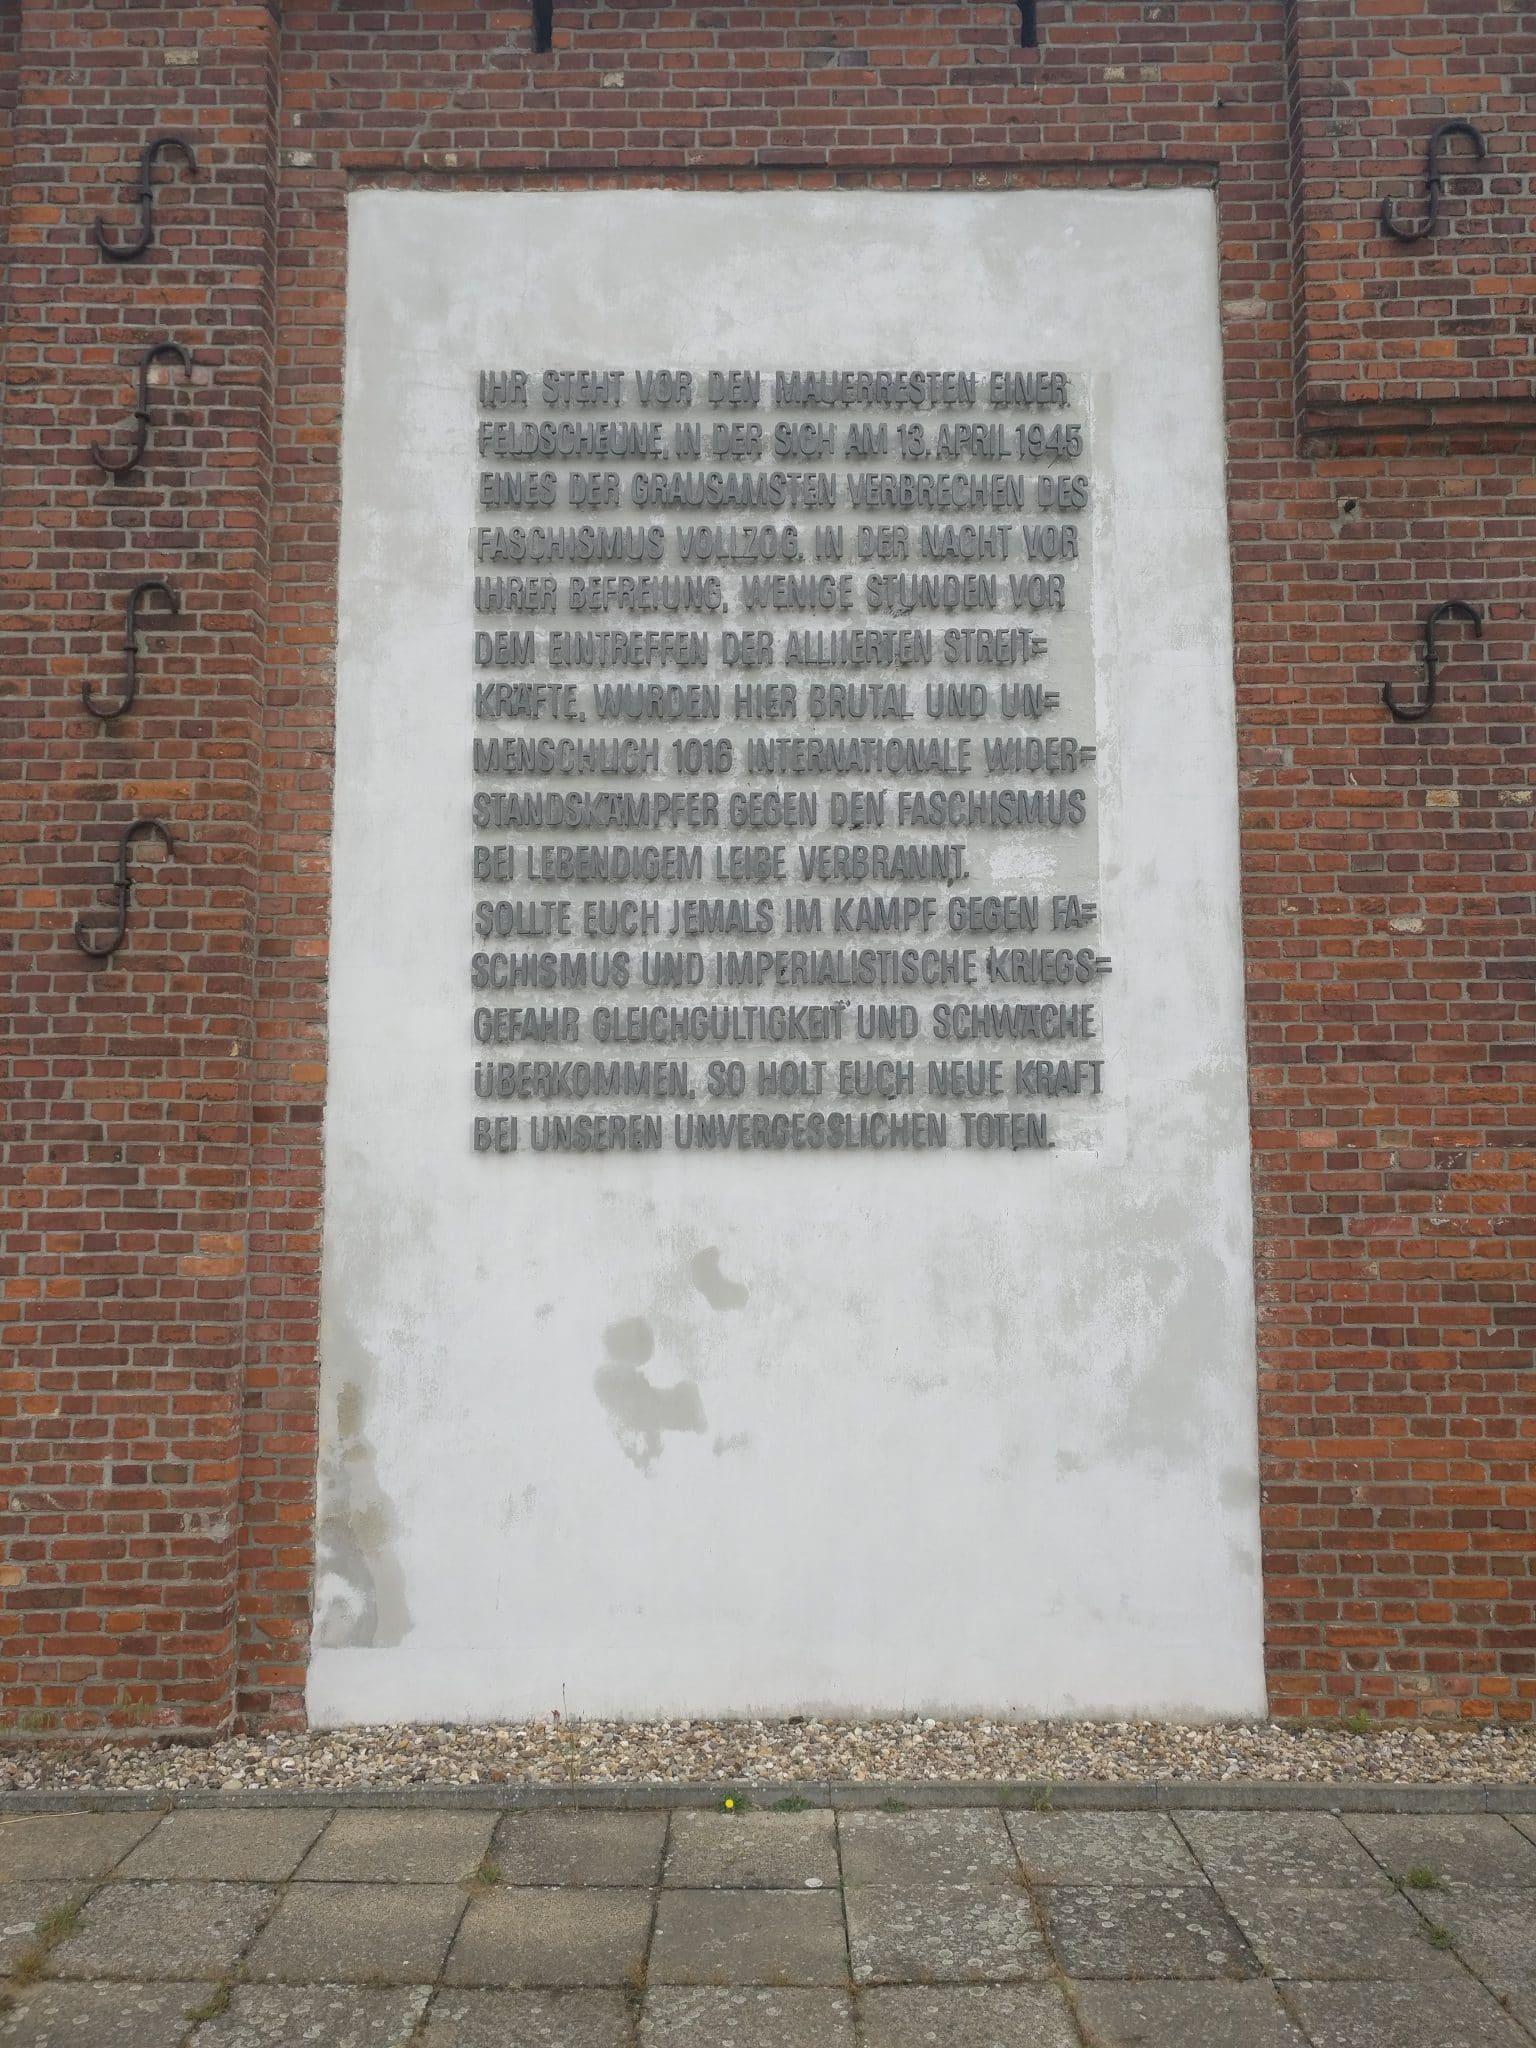 IHR STEHT VOR DEN MAUERRESTEN EINER
FELDSCHEUNE, IN DER SICH AM 13. APRIL 1945
EINES DER GRAUSAMSTEN VERBRECHEN DES
FASCHISMUS VOLLZOG. IN DER NACHT VOR
IHRER BEFREIUNG, WENIGE STUNDEN VOR
DEM EINTREFFEN DER ALLIIERTEN STREIT=
KRÄFTE, WURDEN HIER BRUTAL UND UN=
MENSCHLICH 1016 INTERNATIONALE WIDER=
STANDSKÄMPFER GEGEN DEN FASCHISMUS
BEI LEBENDIGEM LEIBE VERBRANNT.
SOLLTE EUCH JEMALS IM KAMPF GEGEN FA=
SCHISMUS UND IMPERIALISTISCHE KRIEGS=
GEFAHR GLEICHGÜLTIGKEIT UND SCHWÄCHE
ÜBERKOMMEN, SO HOLT EUCH NEUE KRAFT
BEI UNSEREN UNVERGESSLICHEN TOTEN.